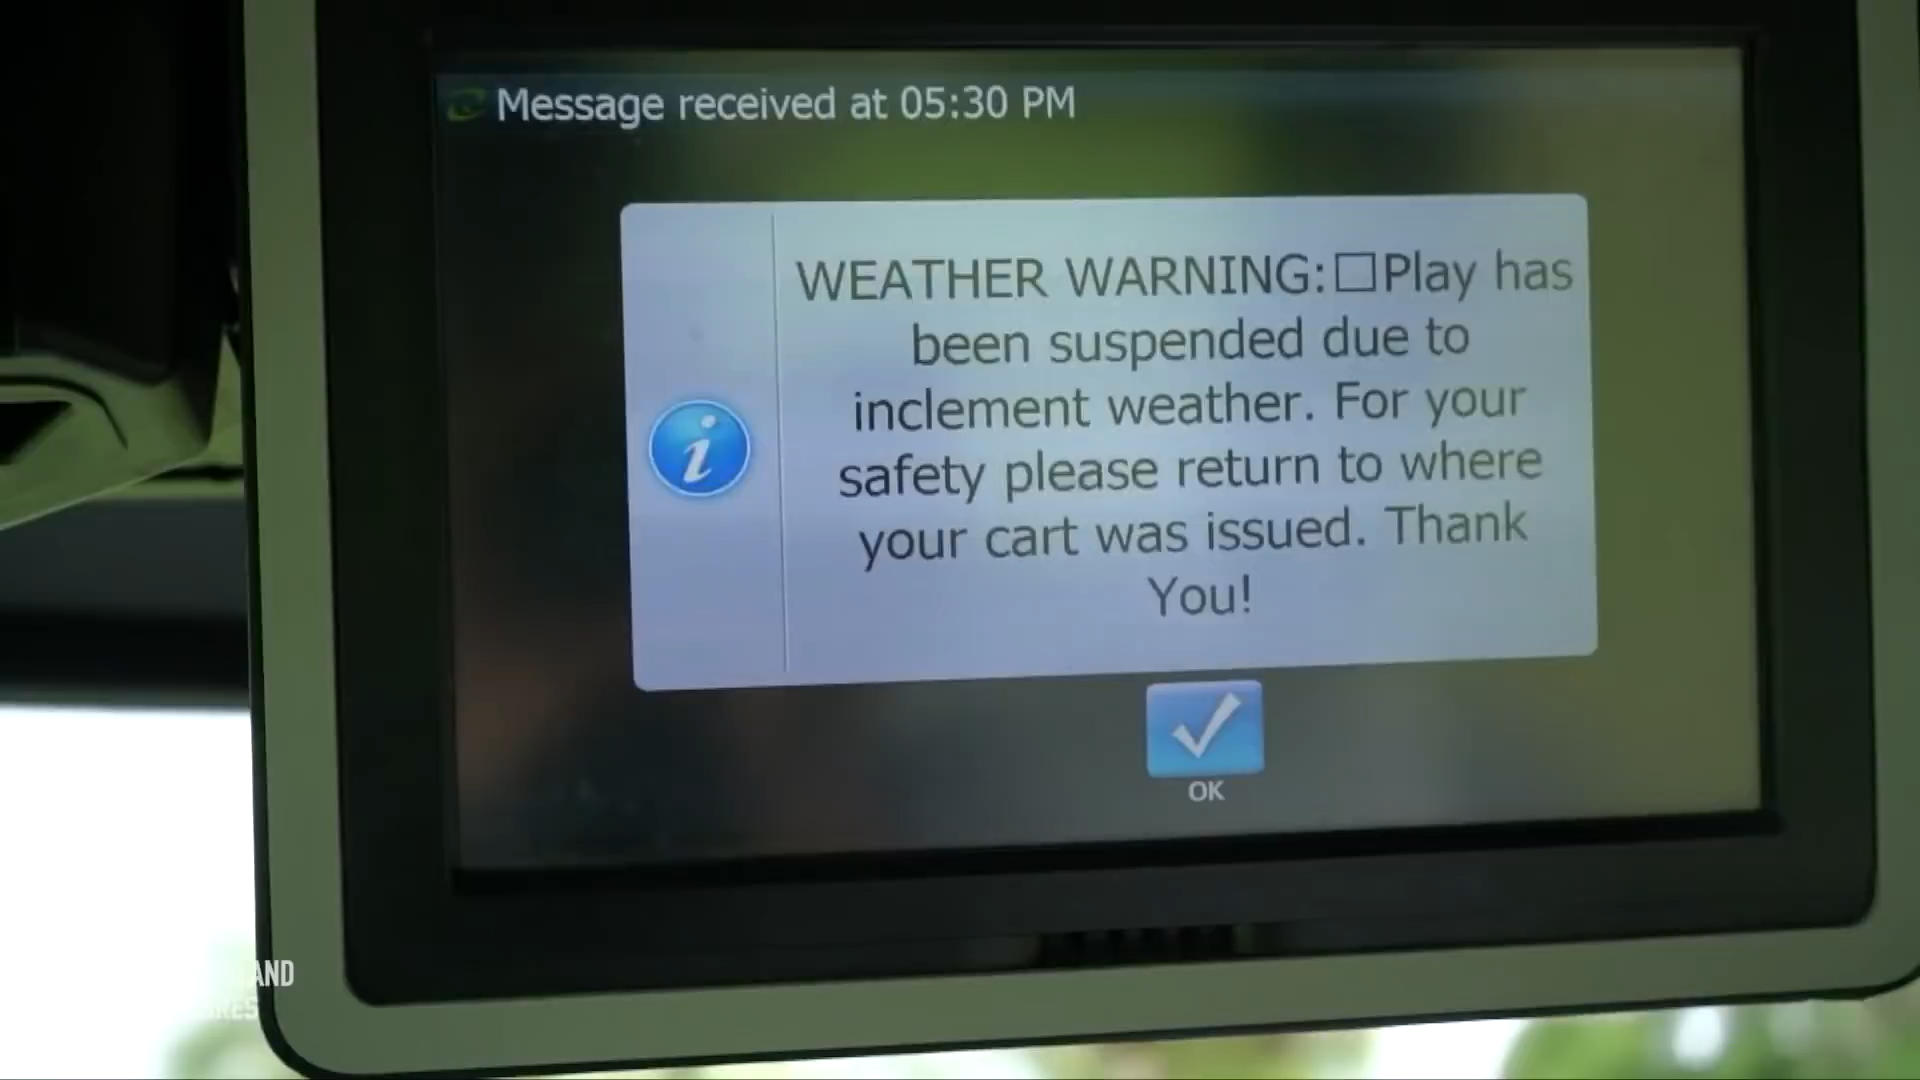 Message received at 05:30 PM
WEATHER WARNING:□Play has
been suspended due to
inclement weather. For your
safety please return to where
your cart was issued. Thank
You!
OK
AND